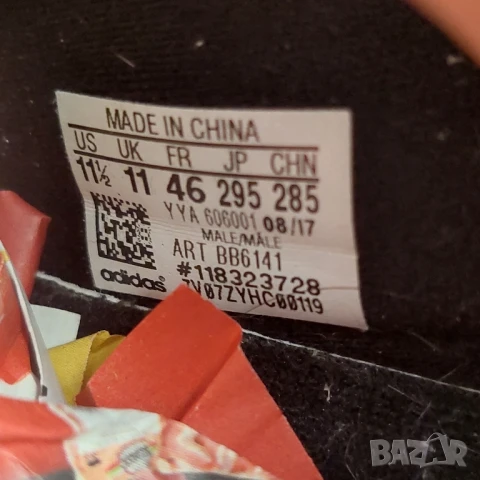 MADE IN CHINA
US UK FR JP CHN
11½ 11 46 295 285
YYA 606001 08/17
MALE/MÂLE
ART BB6141
#118323728
ZV07ZYHC00119
adidas
BAZAR